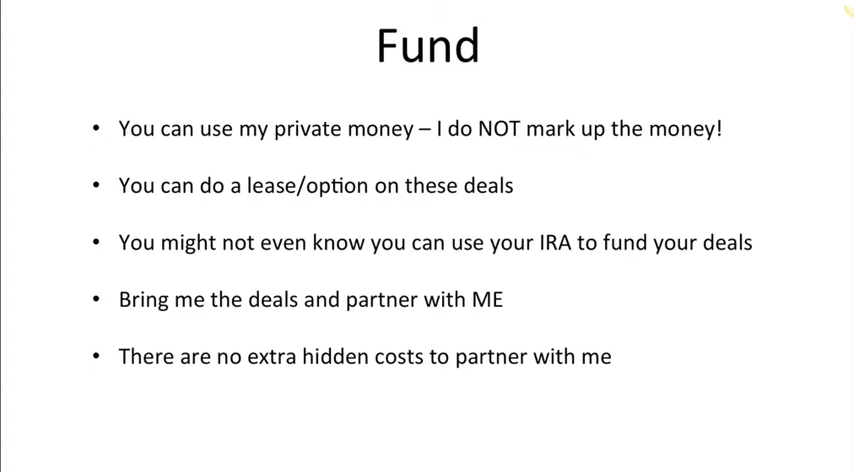 Fund
• You can use my private money – I do NOT mark up the money!
• You can do a lease/option on these deals
• You might not even know you can use your IRA to fund your deals
• Bring me the deals and partner with ME
• There are no extra hidden costs to partner with me